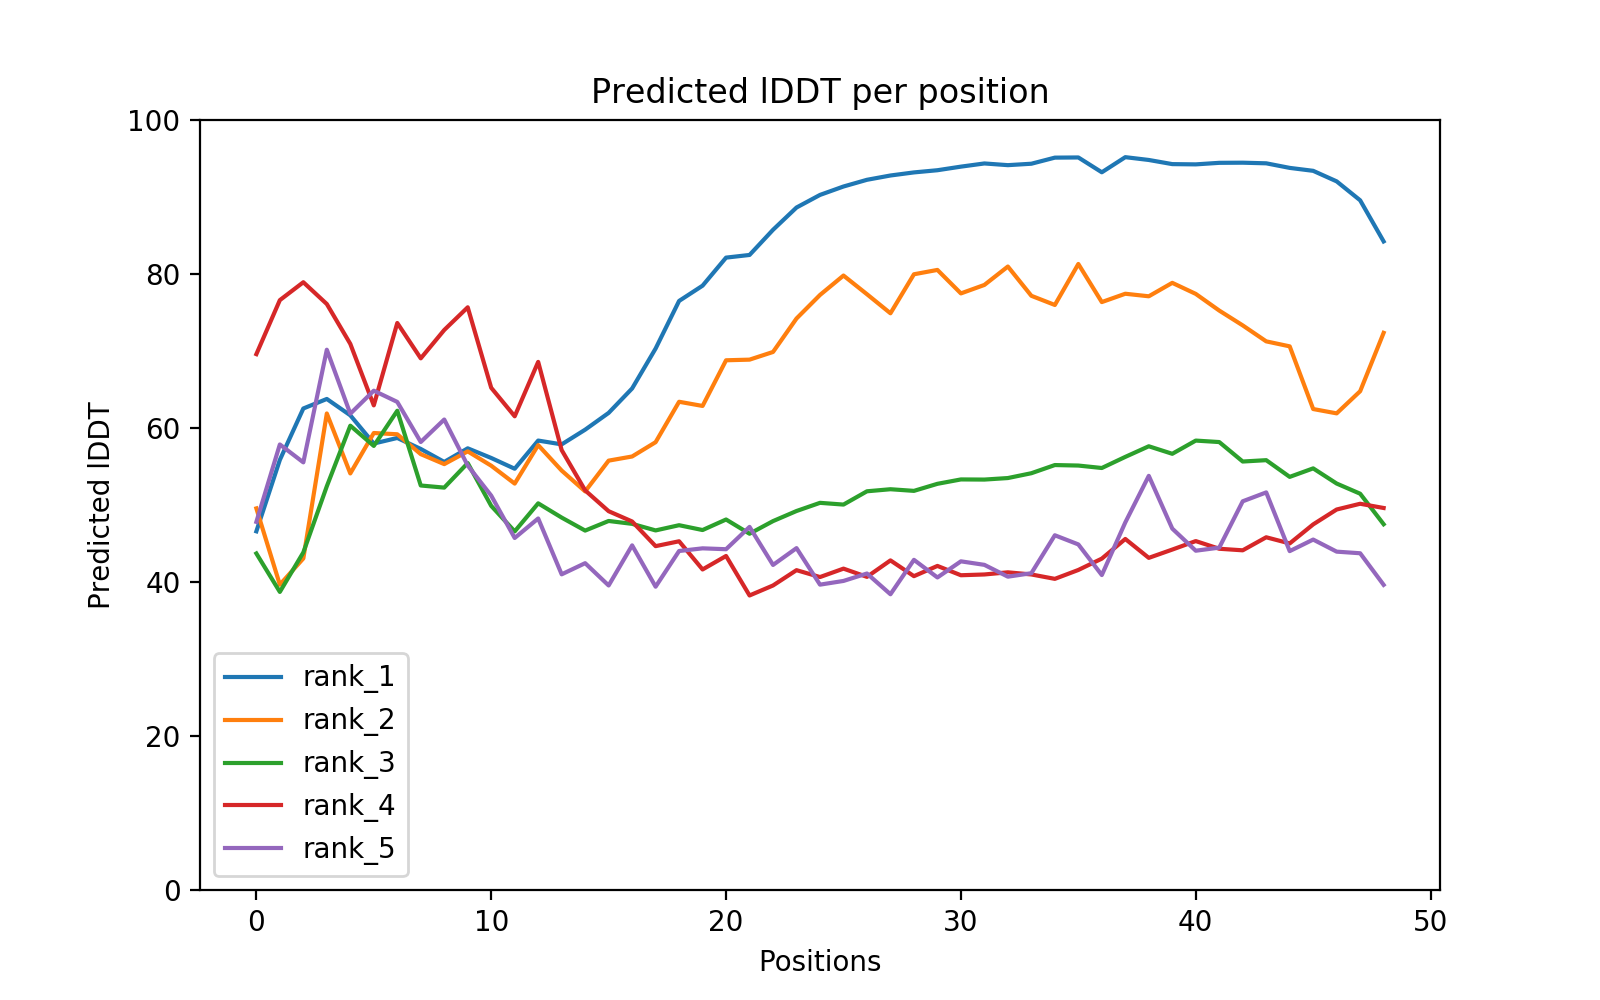 Predicted lDDT per position
100
80
60
40
20
0
Predicted lDDT
rank_1
rank_2
rank_3
rank_4
rank_5
0 10 20 30 40 50
Positions